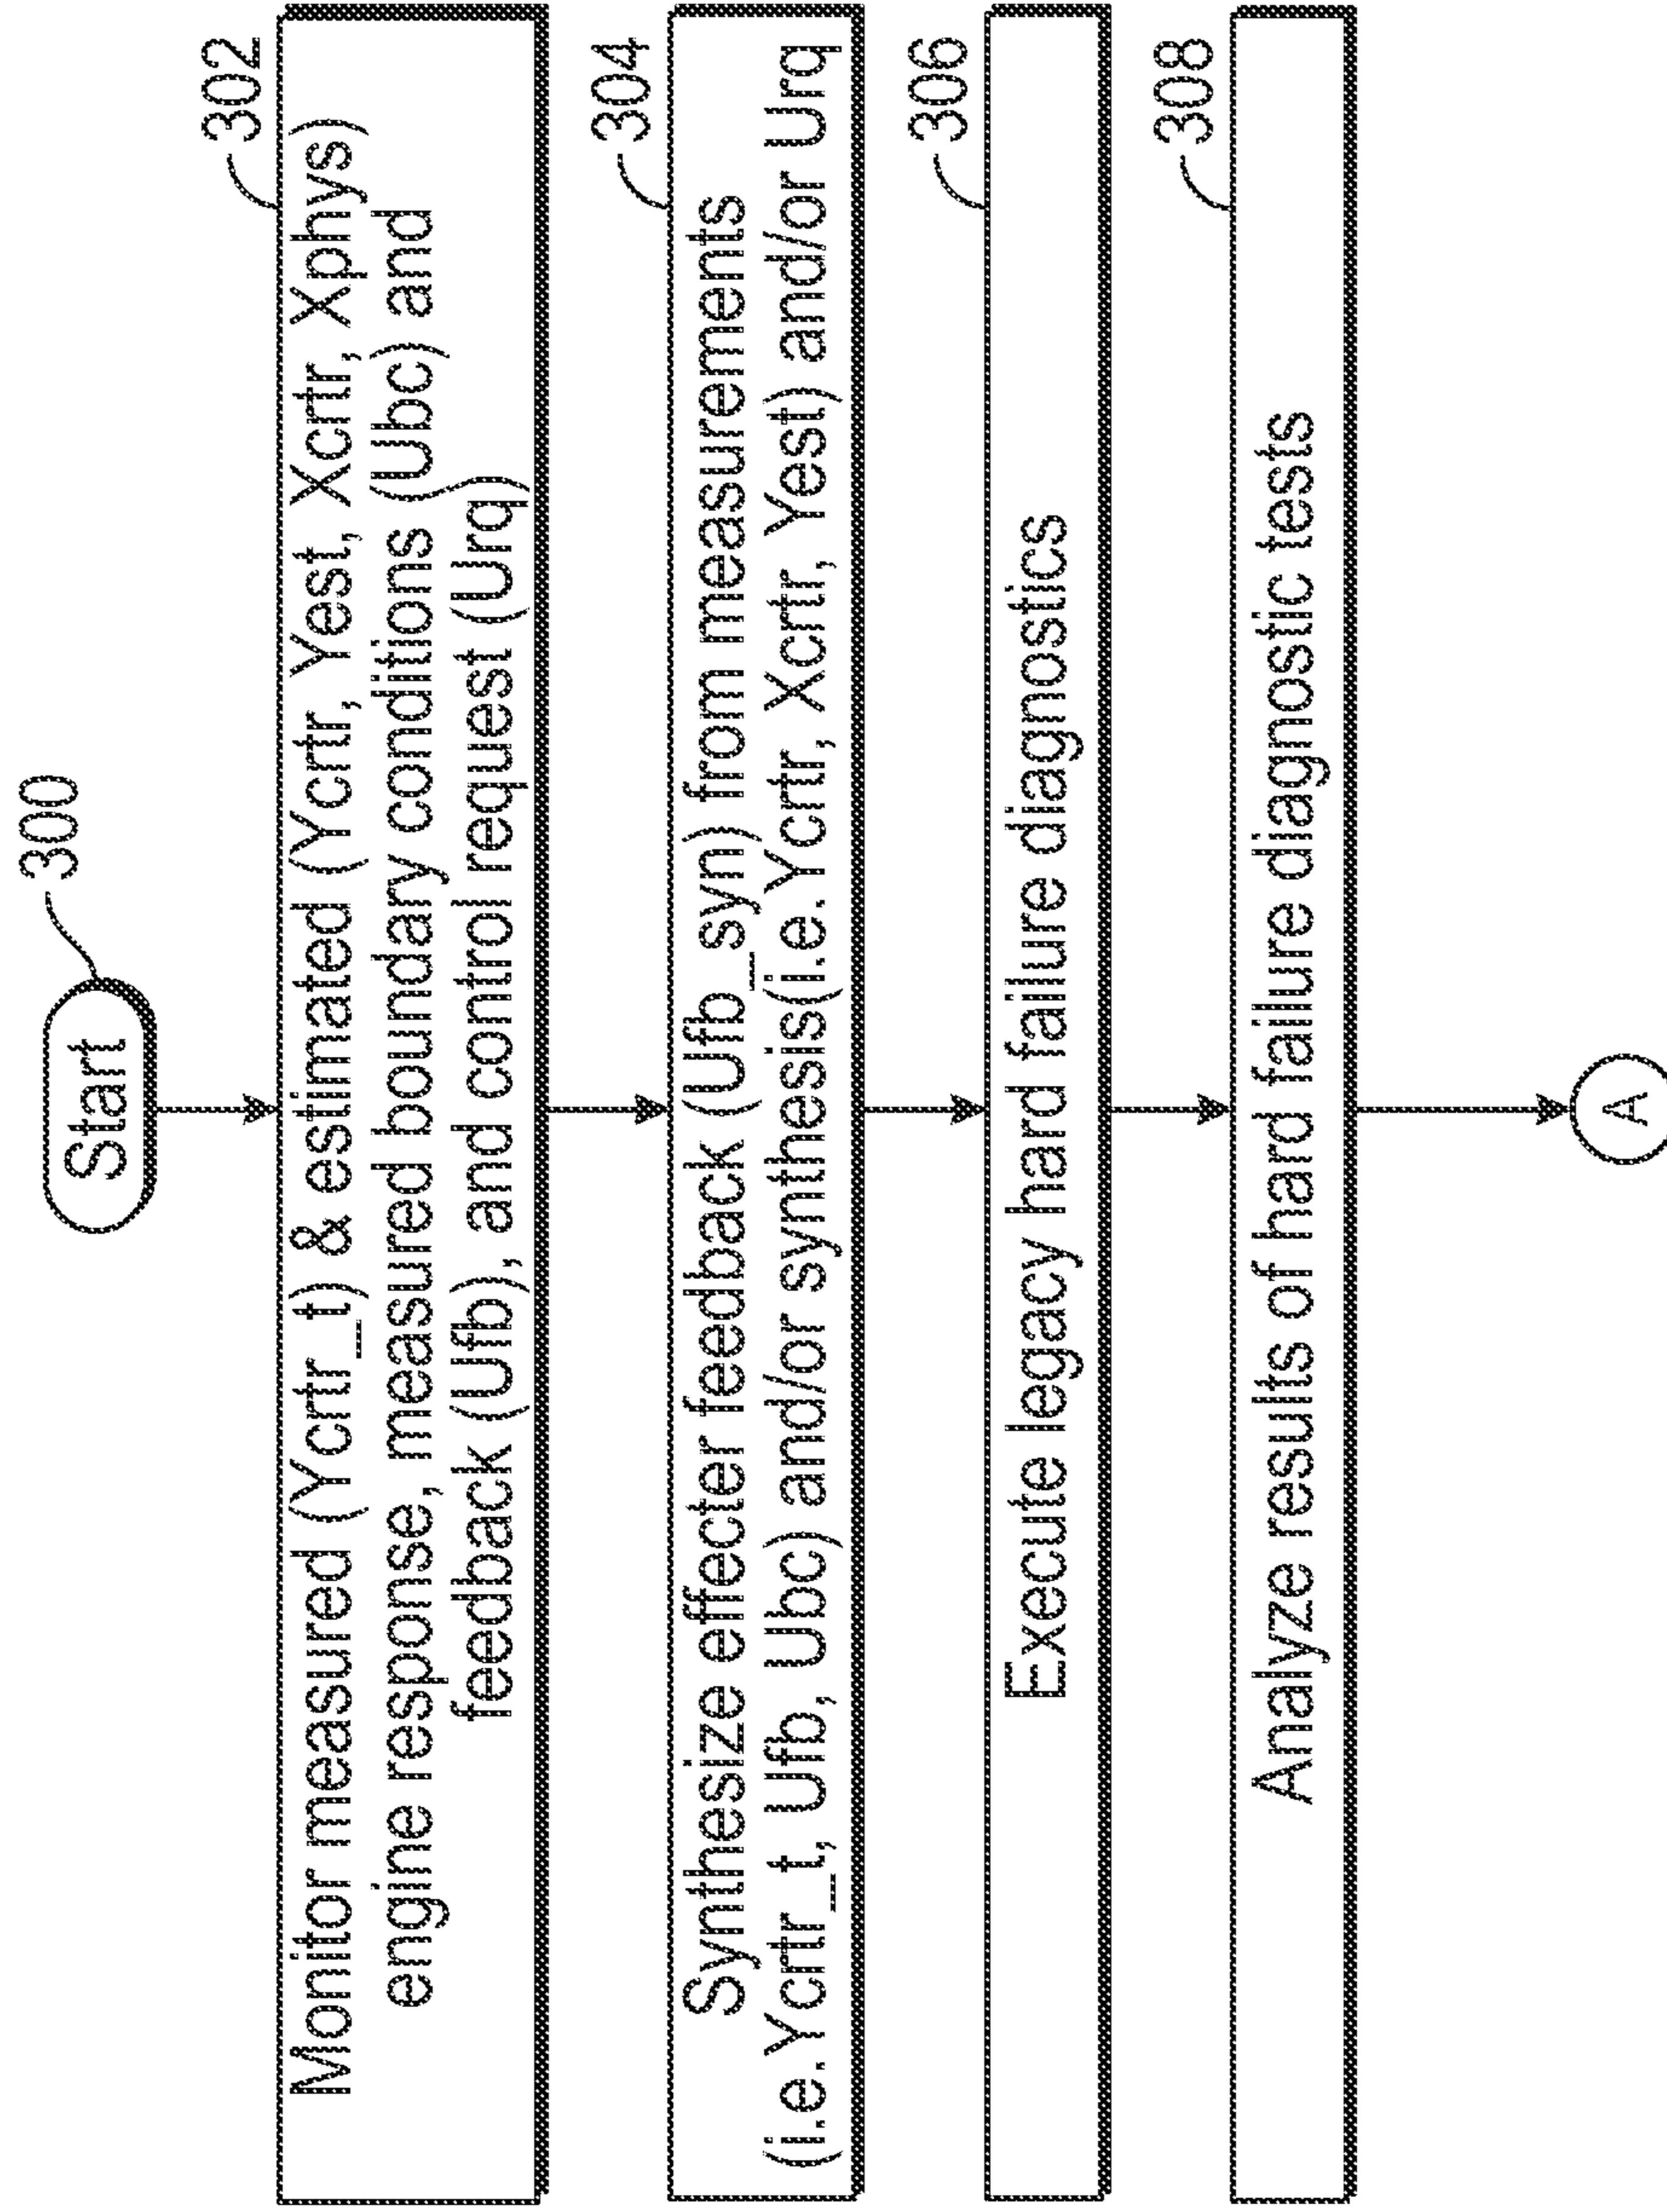 300
Start
302
Monitor measured (Ycrtr_t) & estimated (Ycrtr, Yest, Xcrtr, Xphys)
engine response, measured boundary conditions (Ubc) and
feedback (Ufb), and control request (Urq)
304
Synthesize effecter feedback (Ufb_syn) from measurements
(i.e.Ycrtr_t, Ufb, Ubc) and/or synthesis(i.e.Ycrtr, Xcrtr, Yest) and/or Urq
306
Execute legacy hard failure diagnostics
308
Analyze results of hard failure diagnostic tests
A